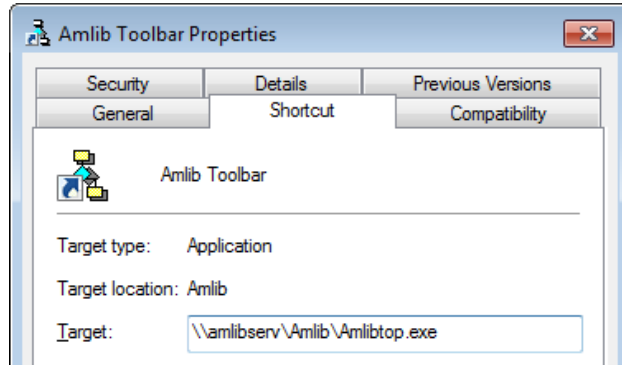 Amlib Toolbar Properties
Security Details Previous Versions
General Shortcut Compatibility
Amlib Toolbar
Target type: Application
Target location: Amlib
Target: \\amlibserv\Amlib\Amlibtop.exe